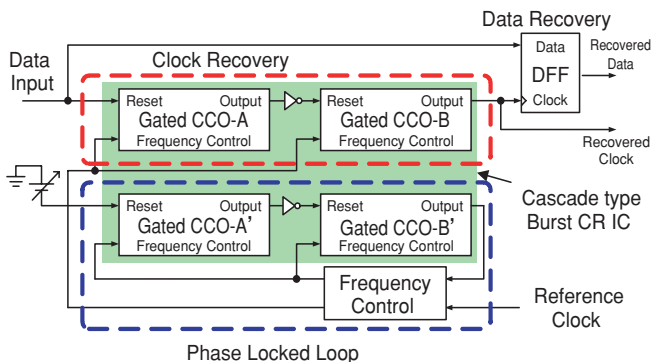 Data Recovery
Data
Input
Clock Recovery
Data
DFF
Clock
Recovered
Data
Reset
Output
Gated CCO-A
Frequency Control
Reset
Output
Gated CCO-B
Frequency Control
Recovered
Clock
Reset
Output
Gated CCO-A'
Frequency Control
Reset
Output
Gated CCO-B'
Frequency Control
Cascade type
Burst CR IC
Frequency
Control
Reference
Clock
Phase Locked Loop